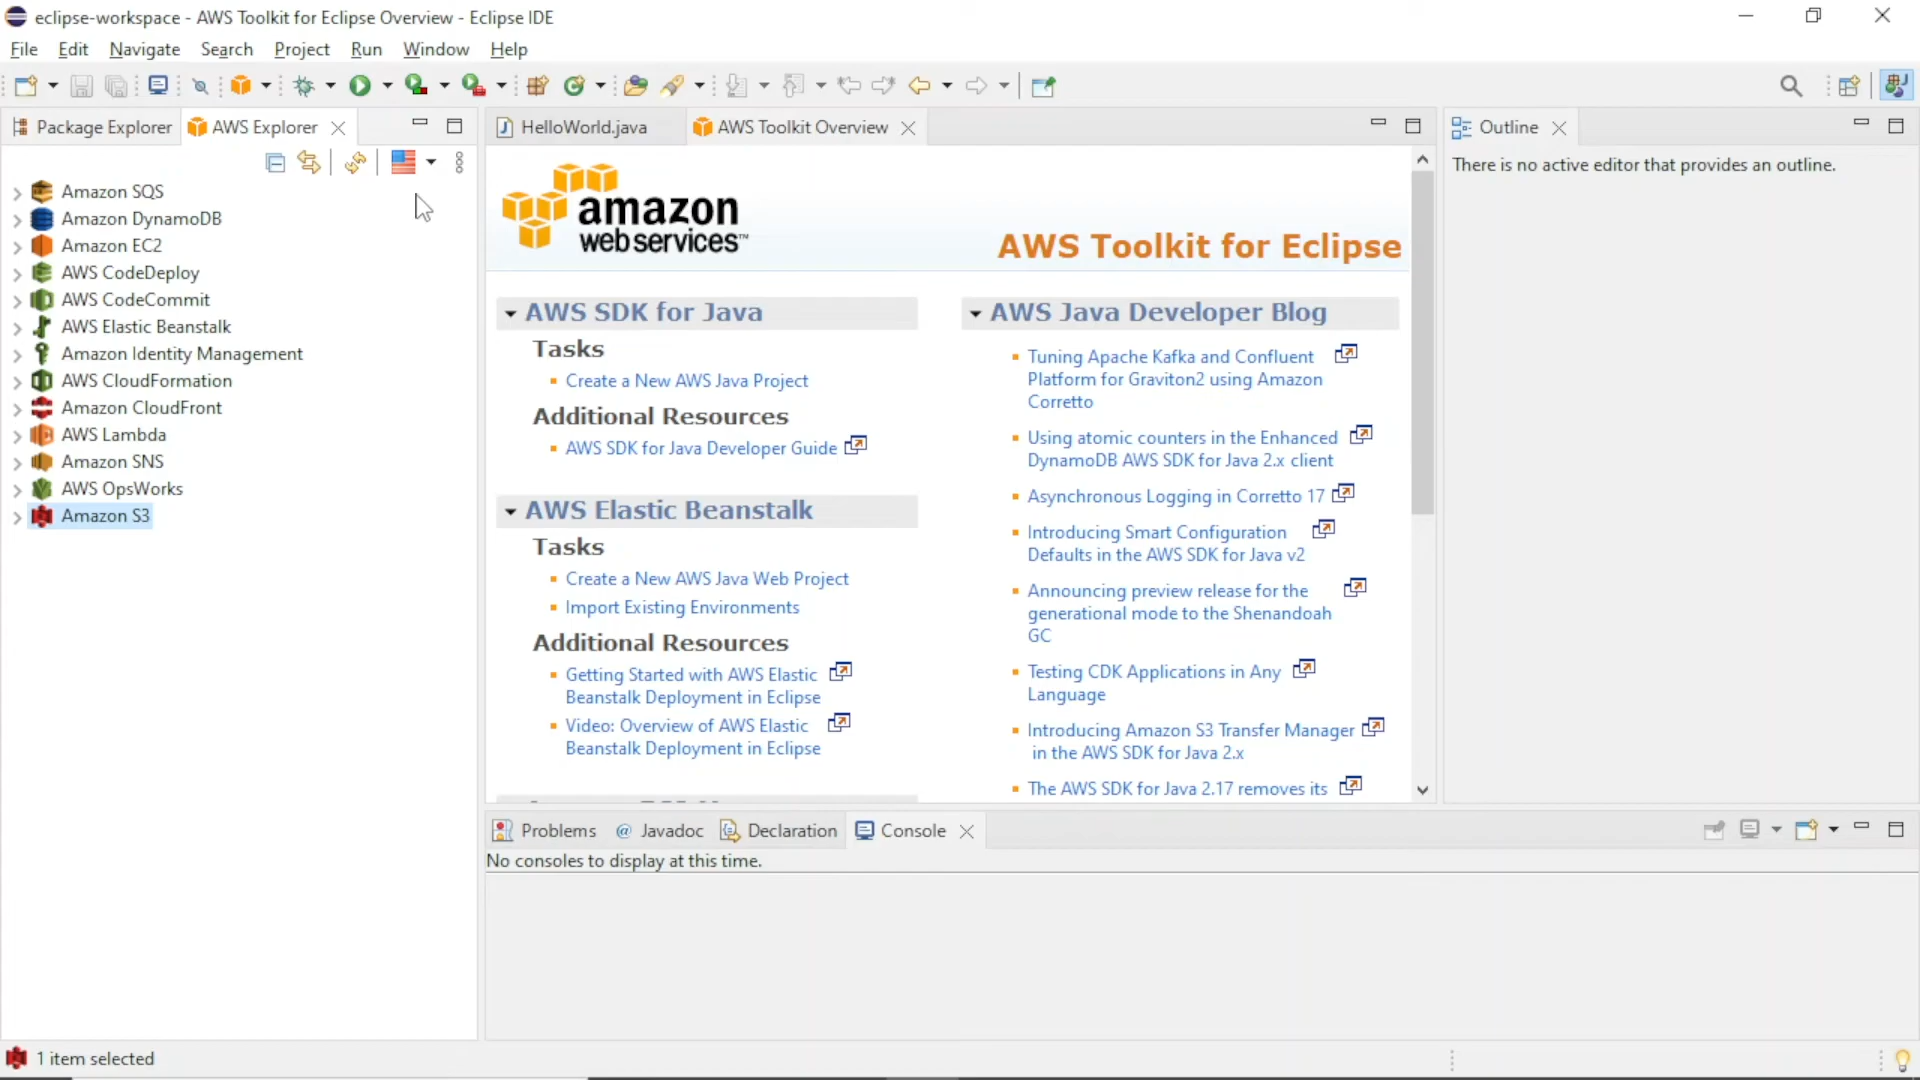 eclipse-workspace - AWS Toolkit for Eclipse Overview - Eclipse IDE
File Edit Navigate Search Project Run Window Help
Package Explorer AWS Explorer
Amazon SQS
Amazon DynamoDB
Amazon EC2
AWS CodeDeploy
AWS CodeCommit
AWS Elastic Beanstalk
Amazon Identity Management
AWS CloudFormation
Amazon CloudFront
AWS Lambda
Amazon SNS
AWS OpsWorks
Amazon S3
HelloWorld.java AWS Toolkit Overview
amazon
webservices™
AWS Toolkit for Eclipse
AWS SDK for Java
Tasks
Create a New AWS Java Project
Additional Resources
AWS SDK for Java Developer Guide
AWS Elastic Beanstalk
Tasks
Create a New AWS Java Web Project
Import Existing Environments
Additional Resources
Getting Started with AWS Elastic
Beanstalk Deployment in Eclipse
Video: Overview of AWS Elastic
Beanstalk Deployment in Eclipse
AWS Java Developer Blog
Tuning Apache Kafka and Confluent
Platform for Graviton2 using Amazon
Corretto
Using atomic counters in the Enhanced
DynamoDB AWS SDK for Java 2.x client
Asynchronous Logging in Corretto 17
Introducing Smart Configuration
Defaults in the AWS SDK for Java v2
Announcing preview release for the
generational mode to the Shenandoah
GC
Testing CDK Applications in Any
Language
Introducing Amazon S3 Transfer Manager
in the AWS SDK for Java 2.x
The AWS SDK for Java 2.17 removes its
Outline
There is no active editor that provides an outline.
Problems @ Javadoc Declaration Console
No consoles to display at this time.
1 item selected